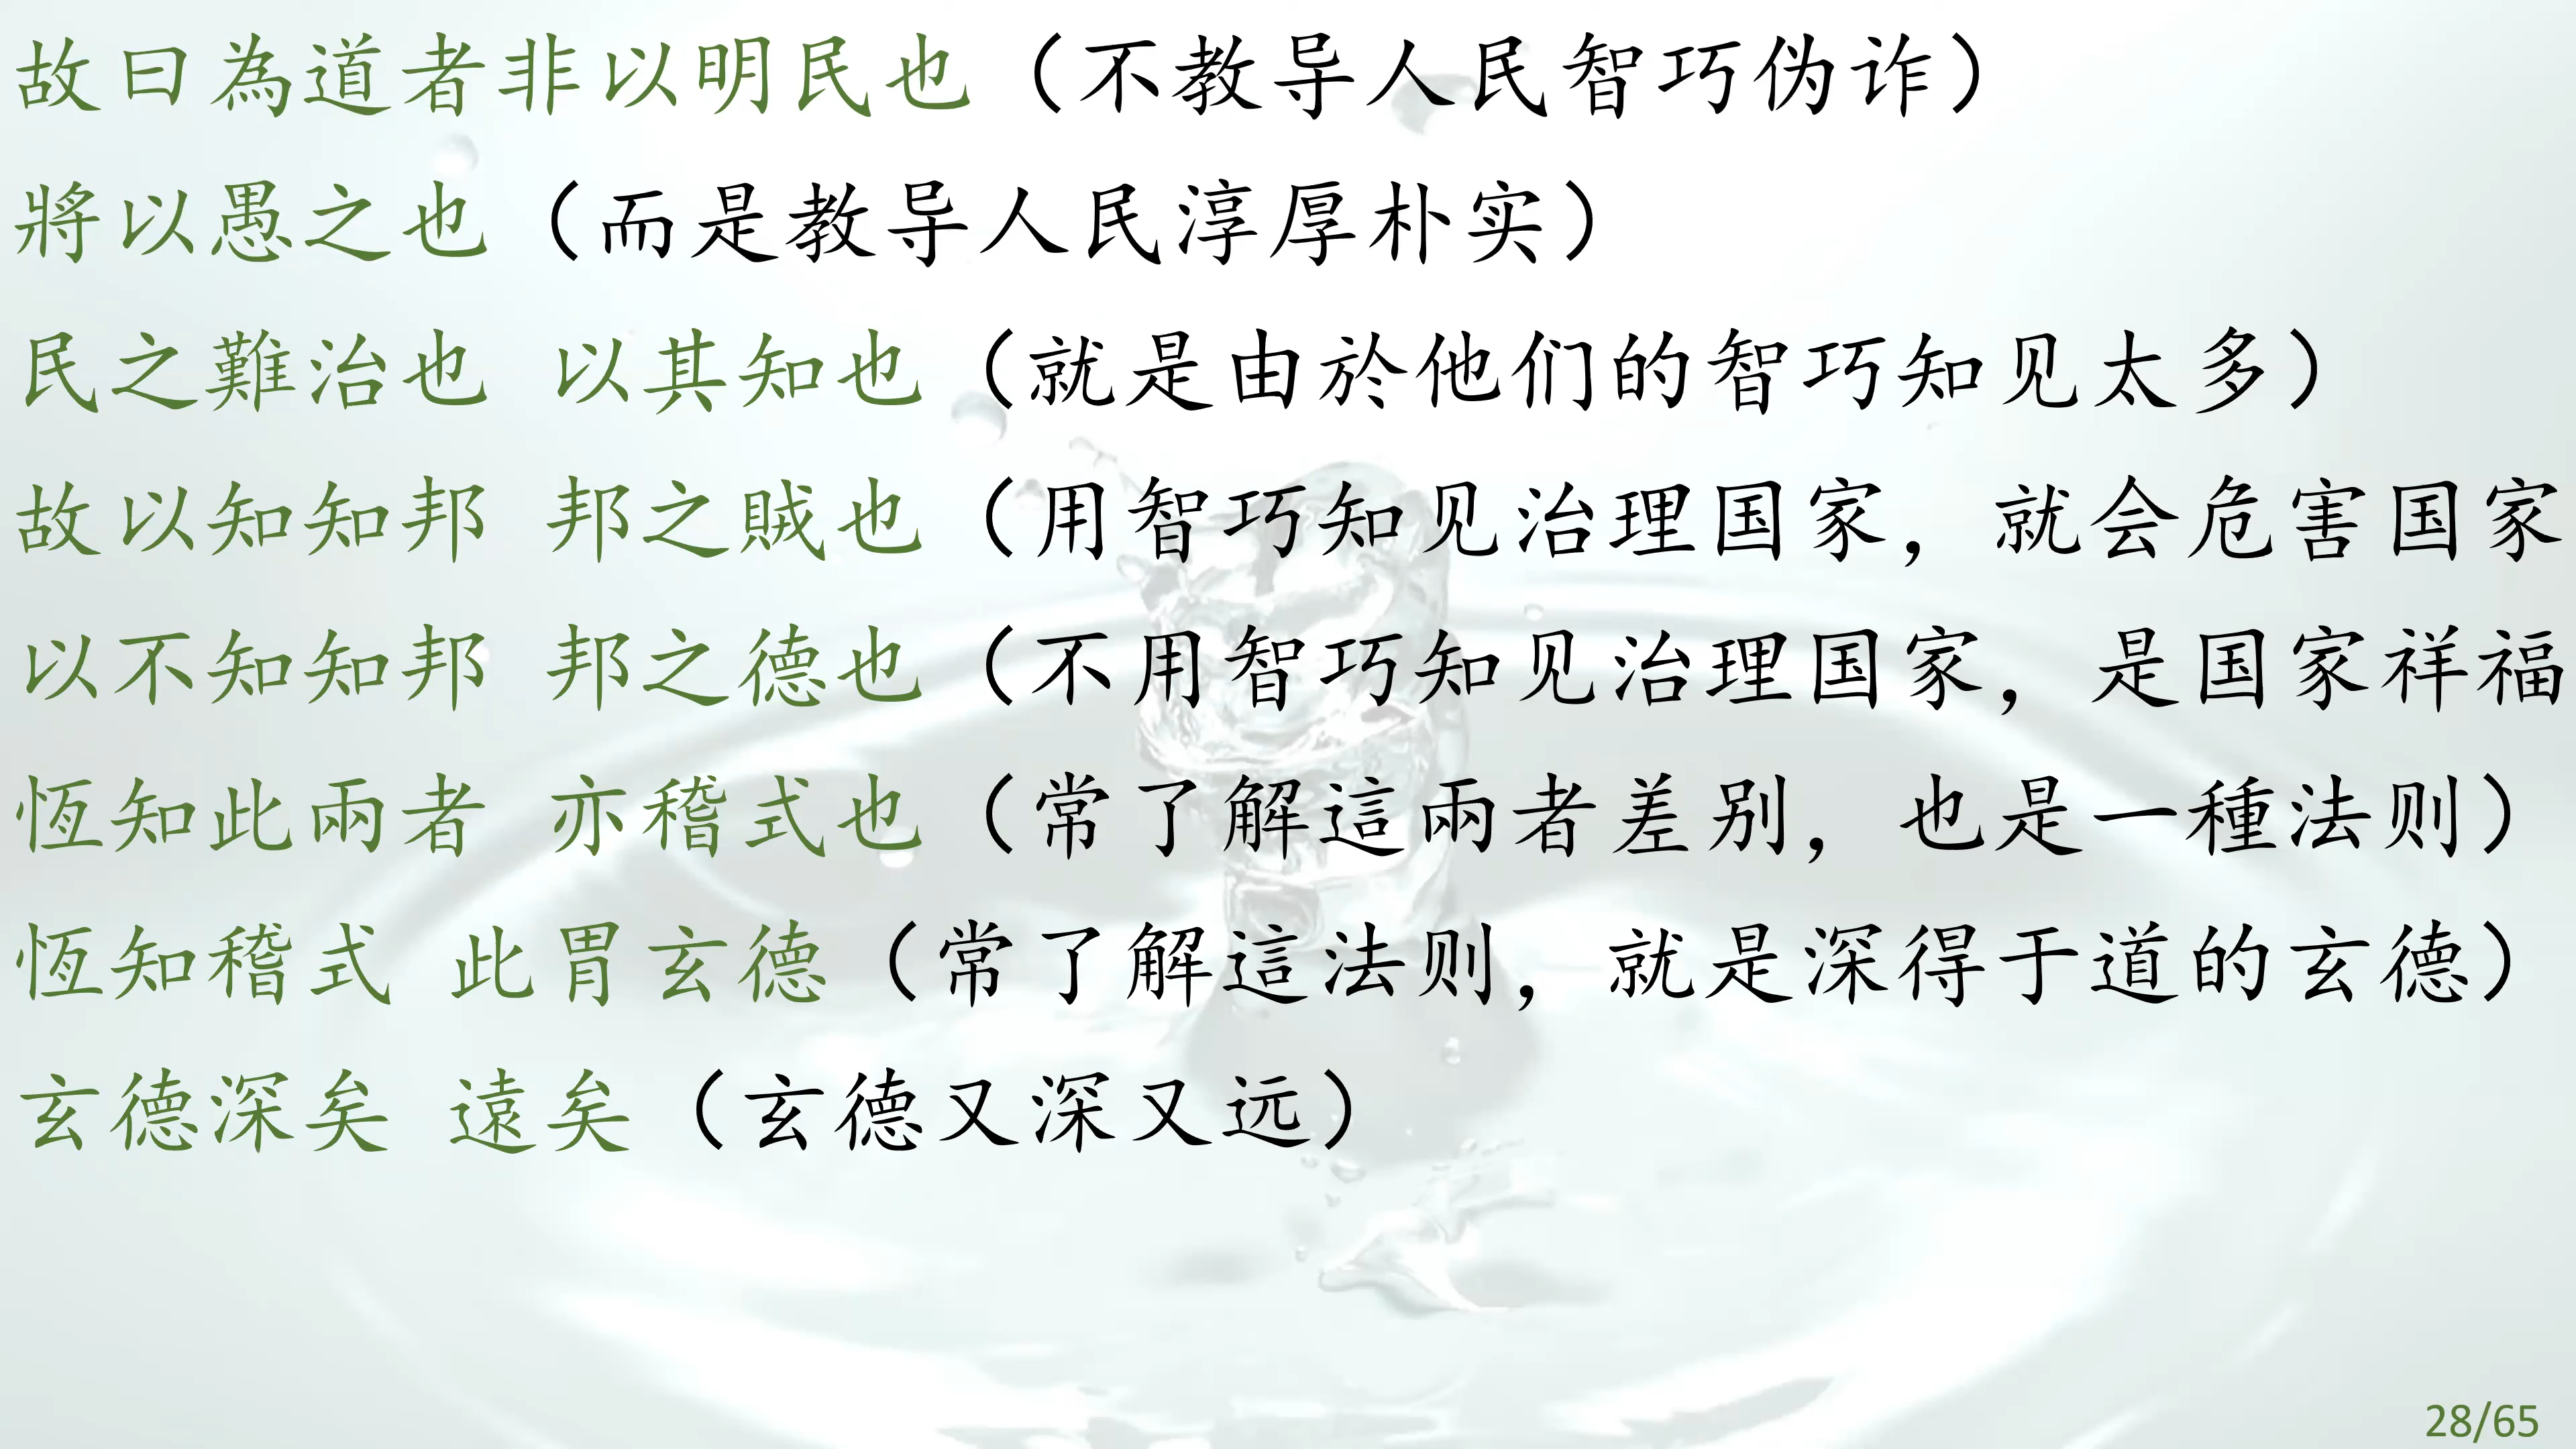 故曰為道者非以明民也（不教导人民智巧伪诈）
將以愚之也（而是教导人民淳厚朴实）
民之難治也 以其知也（就是由於他们的智巧知见太多）
故以知知邦 邦之賊也（用智巧知见治理国家，就会危害国家
以不知知邦 邦之德也（不用智巧知见治理国家，是国家祥福
恆知此兩者 亦稽式也（常了解這兩者差别，也是一種法则）
恆知稽式 此胃玄德（常了解這法则，就是深得于道的玄德）
玄德深矣 遠矣（玄德又深又远）
28/65